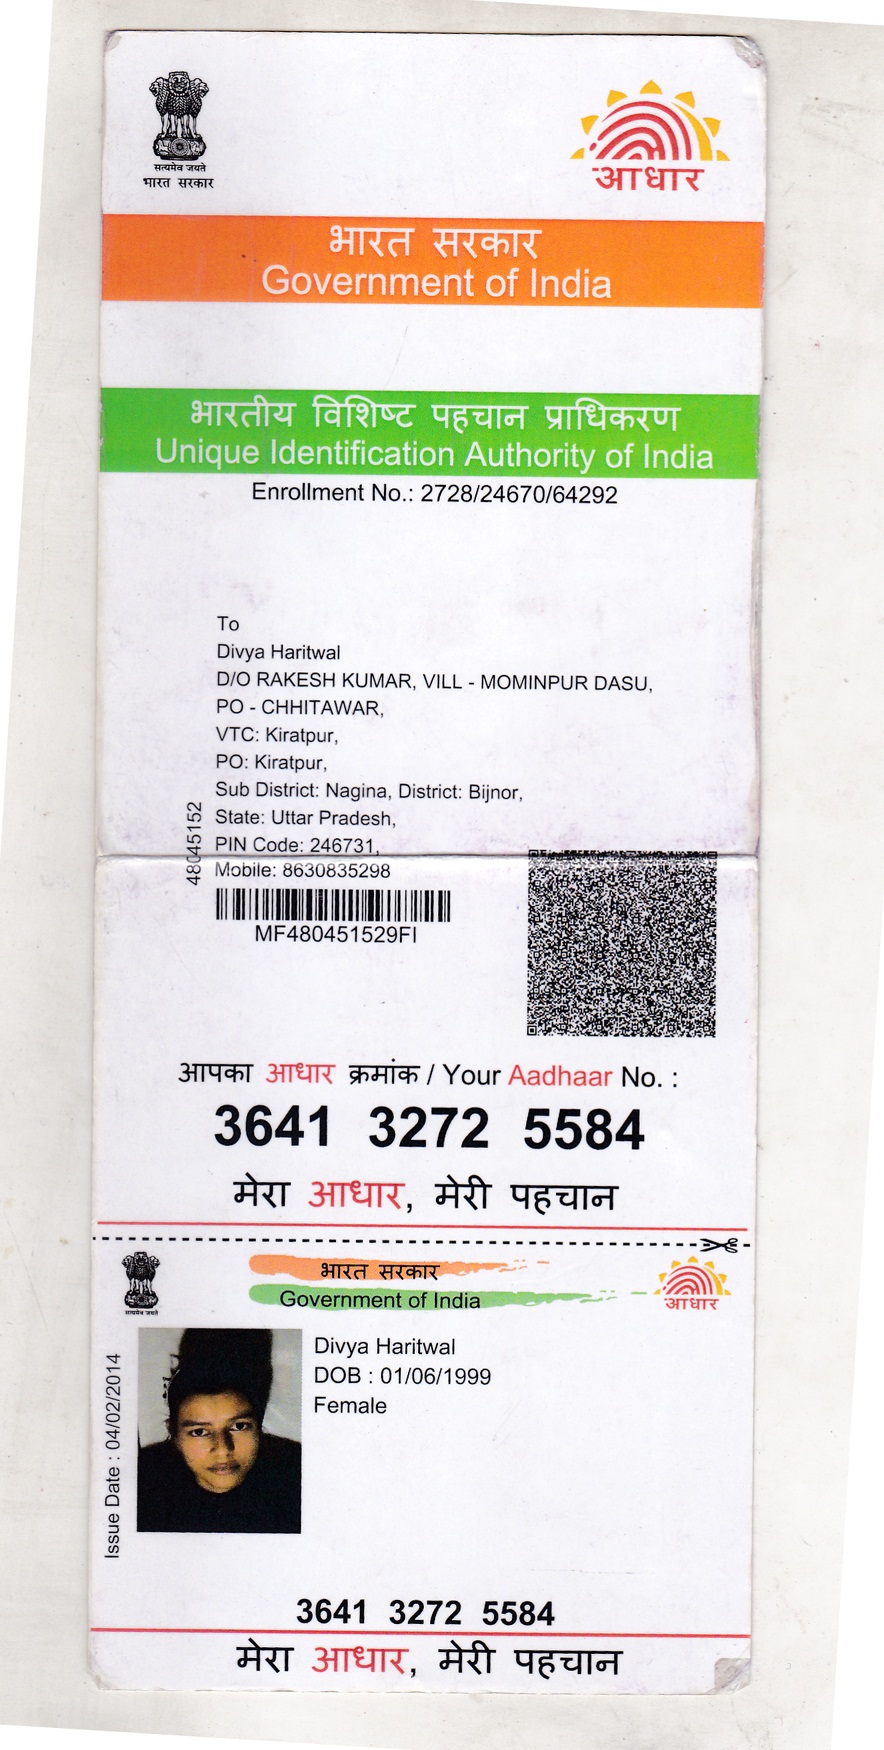 सत्यमेव जयते
भारत सरकार
आधार
भारत सरकार
Government of India
भारतीय विशिष्ट पहचान प्राधिकरण
Unique Identification Authority of India
Enrollment No.: 2728/24670/64292
To
Divya Haritwal
D/O RAKESH KUMAR, VILL - MOMINPUR DASU,
PO - CHHITAWAR,
VTC: Kiratpur,
PO: Kiratpur,
Sub District: Nagina, District: Bijnor,
State: Uttar Pradesh,
PIN Code: 246731,
Mobile: 8630835298
48045152
MF480451529FI
आपका आधार क्रमांक / Your Aadhaar No. :
3641 3272 5584
मेरा आधार, मेरी पहचान
सत्यमेव जयते
भारत सरकार
Government of India
आधार
Issue Date : 04/02/2014
Divya Haritwal
DOB : 01/06/1999
Female
3641 3272 5584
मेरा आधार, मेरी पहचान